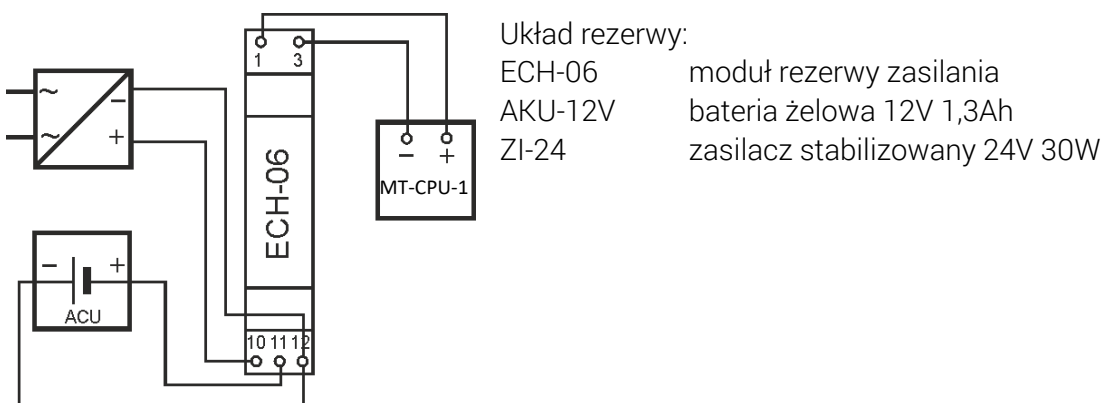 Układ rezerwy:
ECH-06 moduł rezerwy zasilania
AKU-12V bateria żelowa 12V 1,3Ah
ZI-24 zasilacz stabilizowany 24V 30W
1 3
~ −
~ +
ECH-06
− +
MT-CPU-1
− +
ACU
10 11 12